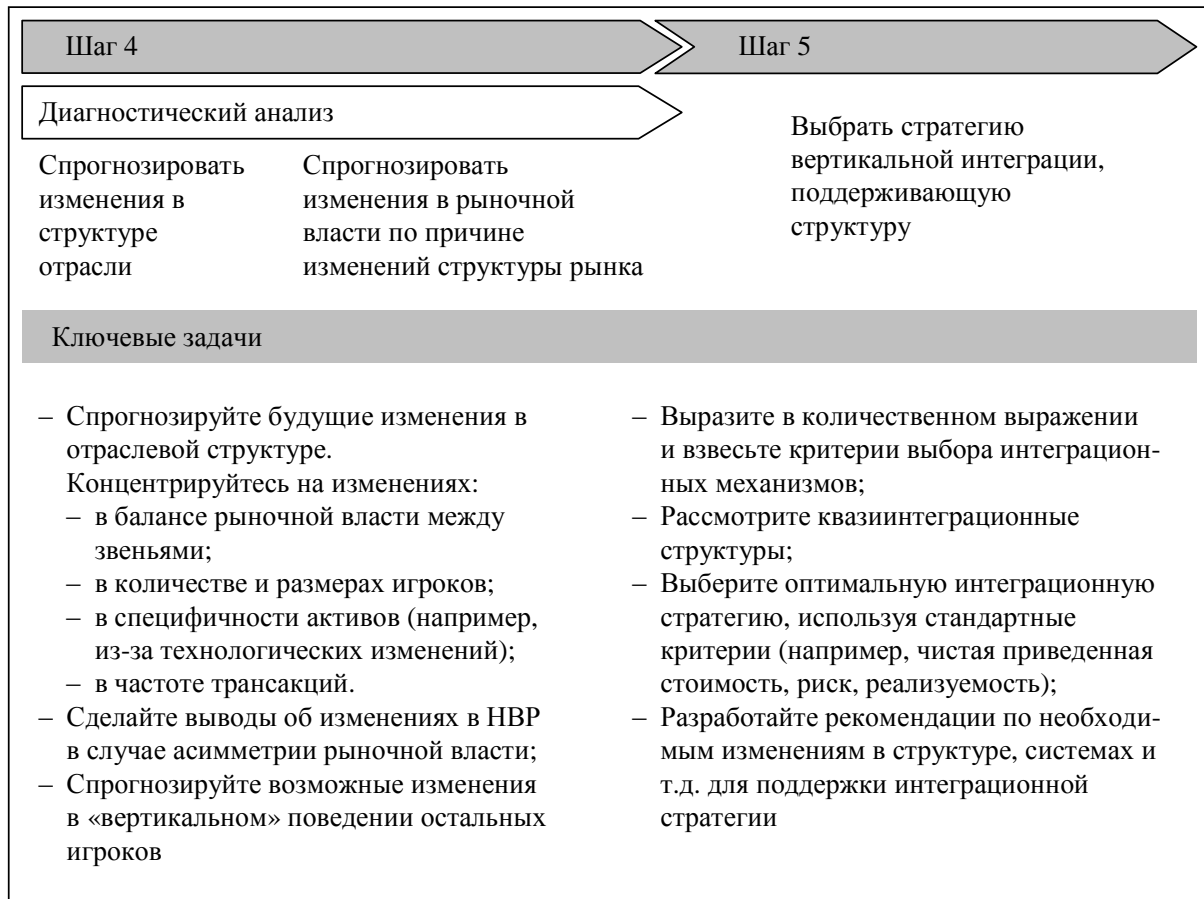 Шаг 4
Шаг 5
Диагностический анализ
Спрогнозировать
изменения в
структуре
отрасли
Спрогнозировать
изменения в рыночной
власти по причине
изменений структуры рынка
Выбрать стратегию
вертикальной интеграции,
поддерживающую
структуру
Ключевые задачи
– Спрогнозируйте будущие изменения в
отраслевой структуре.
Концентрируйтесь на изменениях:
– в балансе рыночной власти между
звеньями;
– в количестве и размерах игроков;
– в специфичности активов (например,
из-за технологических изменений);
– в частоте трансакций.
– Сделайте выводы об изменениях в НВР
в случае асимметрии рыночной власти;
– Спрогнозируйте возможные изменения
в «вертикальном» поведении остальных
игроков
– Выразите в количественном выражении
и взвесьте критерии выбора интеграцион-
ных механизмов;
– Рассмотрите квазиинтеграционные
структуры;
– Выберите оптимальную интеграционную
стратегию, используя стандартные
критерии (например, чистая приведенная
стоимость, риск, реализуемость);
– Разработайте рекомендации по необходи-
мым изменениям в структуре, системах и
т.д. для поддержки интеграционной
стратегии